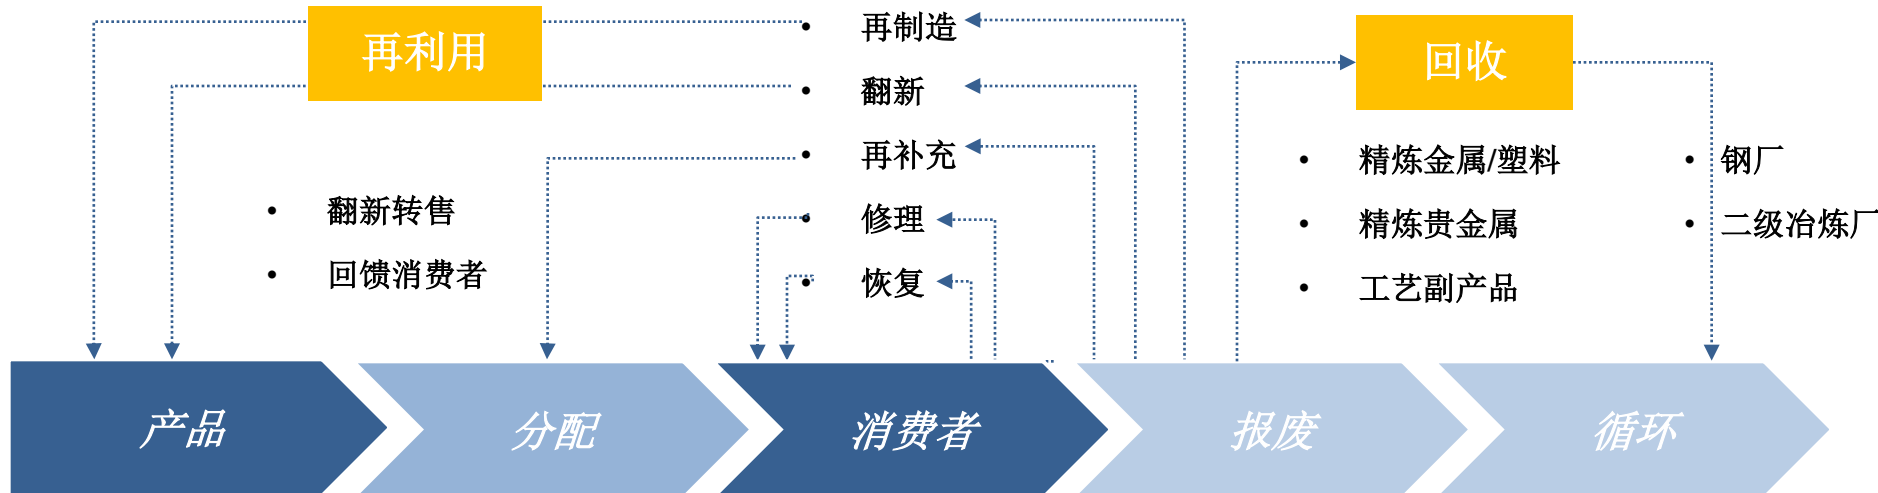 再利用
再制造
翻新
再补充
修理
恢复
翻新转售
回馈消费者
回收
精炼金属/塑料
精炼贵金属
工艺副产品
钢厂
二级冶炼厂
产品
分配
消费者
报废
循环